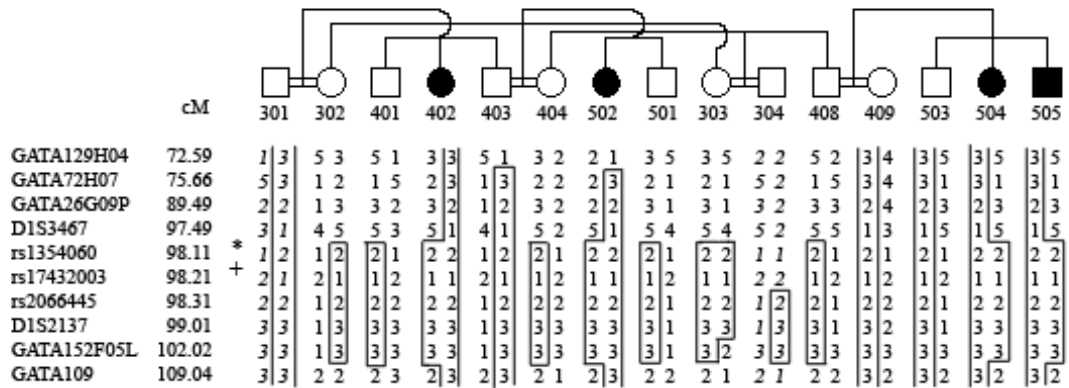 cM 301 302 401 402 403 404 502 501 303 304 408 409 503 504 505
GATA129H04 72.59 1 3 5 3 5 1 3 3 5 1 3 2 2 1 3 5 3 5 2 2 5 2 3 4 3 5 3 5 3 5
GATA72H07 75.66 5 3 1 2 1 5 2 3 1 3 2 2 2 3 2 1 2 1 5 2 1 5 3 4 3 1 3 1 3 1
GATA26G09P 89.49 2 2 1 3 3 2 3 2 1 2 1 2 2 2 3 1 3 1 3 2 3 3 2 4 2 3 2 3 2 3
D1S3467 97.49 3 1 4 5 5 3 5 1 4 1 5 2 5 1 5 4 5 4 5 2 5 5 1 3 1 5 1 5 1 5
rs1354060 98.11 * 1 2 1 2 2 1 2 2 1 2 2 1 2 2 2 1 2 2 1 1 2 1 2 1 2 1 2 2 2 2
rs17432003 98.21 + 2 1 2 1 1 2 1 1 2 1 1 2 1 1 1 2 1 1 2 2 1 2 1 2 1 2 1 1 1 1
rs2066445 98.31 2 2 1 2 2 2 2 2 1 2 2 1 2 2 2 1 2 2 1 2 2 1 2 2 2 1 2 2 2 2
D1S2137 99.01 3 3 1 3 3 3 3 3 1 3 3 3 3 3 3 1 3 3 1 3 3 1 3 2 3 1 3 3 3 3
GATA152F05L 102.02 3 3 1 3 3 3 3 3 1 3 3 3 3 3 3 1 3 2 3 3 3 2 3 3 3 2 3 3 3 3
GATA109 109.04 3 3 2 2 2 3 2 3 2 3 2 1 2 3 2 2 2 1 2 1 2 2 3 2 3 2 3 2 3 2